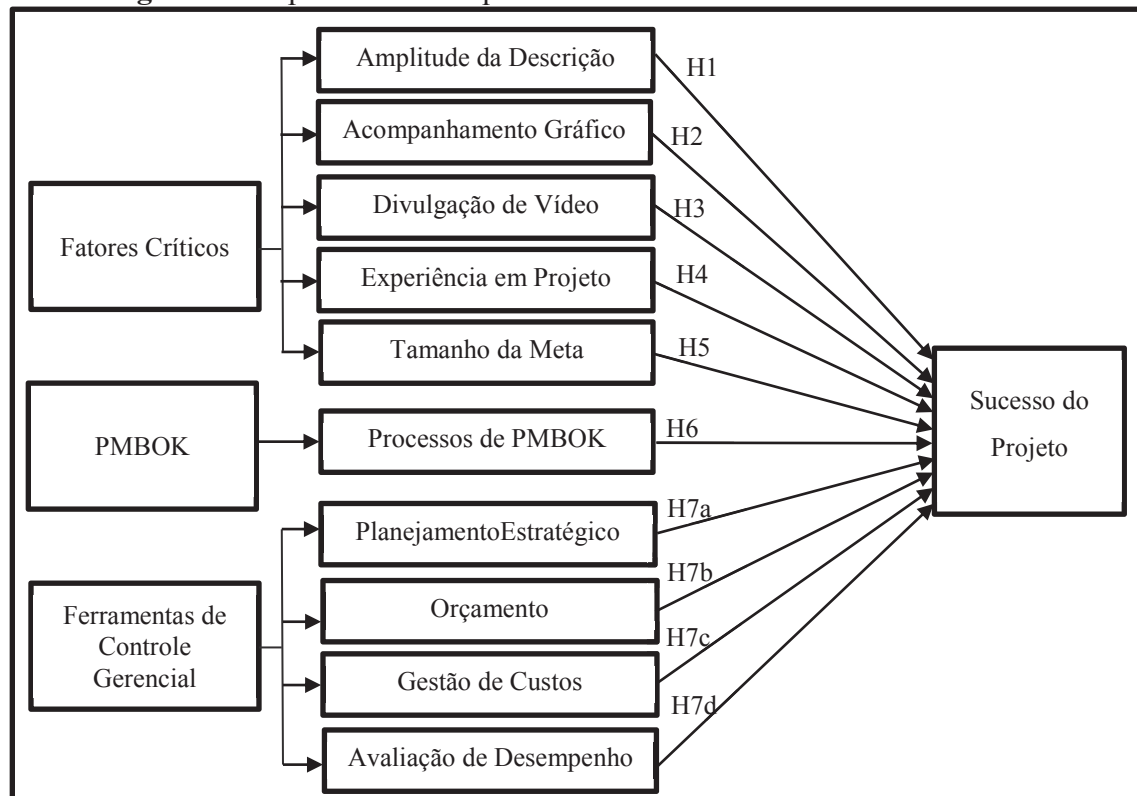 Amplitude da Descrição
H1
Acompanhamento Gráfico
H2
Divulgação de Vídeo
H3
Fatores Críticos
Experiência em Projeto
H4
Tamanho da Meta
H5
Sucesso do
Projeto
PMBOK
Processos de PMBOK
H6
PlanejamentoEstratégico
H7a
H7b
Ferramentas de
Controle
Gerencial
Orçamento
H7c
Gestão de Custos
H7d
Avaliação de Desempenho